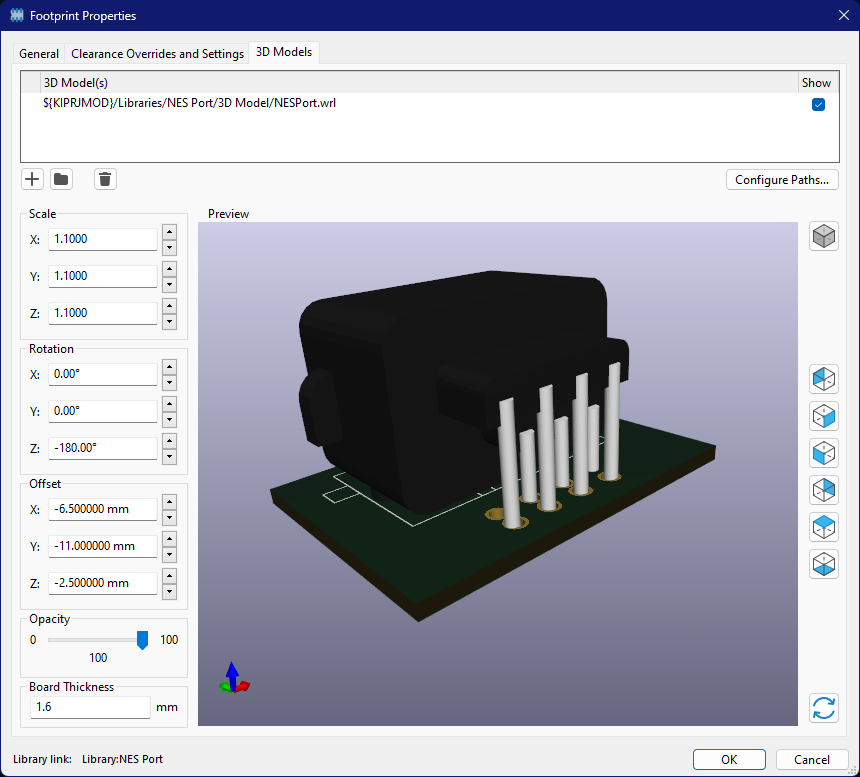 Footprint Properties
General Clearance Overrides and Settings 3D Models
3D Model(s) Show
${KIPRJMOD}/Libraries/NES Port/3D Model/NESPort.wrl
Configure Paths...
Scale
X: 1.1000
Y: 1.1000
Z: 1.1000
Rotation
X: 0.00°
Y: 0.00°
Z: -180.00°
Offset
X: -6.500000 mm
Y: -11.000000 mm
Z: -2.500000 mm
Opacity
0 100
100
Board Thickness
1.6 mm
Preview
Library link: Library:NES Port
OK Cancel